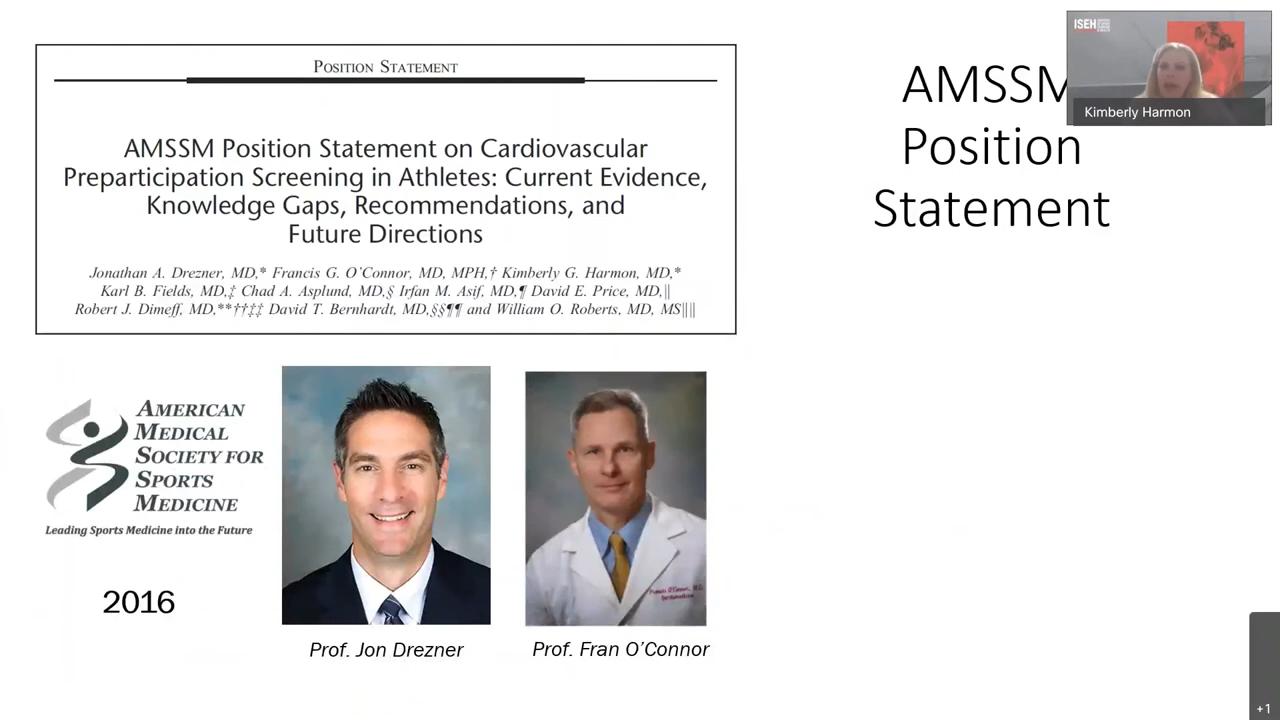 POSITION STATEMENT
AMSSM Position Statement on Cardiovascular
Preparticipation Screening in Athletes: Current Evidence,
Knowledge Gaps, Recommendations, and
Future Directions
Jonathan A. Drezner, MD,* Francis G. O'Connor, MD, MPH,† Kimberly G. Harmon, MD,*
Karl B. Fields, MD,‡ Chad A. Asplund, MD,§ Irfan M. Asif, MD,¶ David E. Price, MD,||
Robert J. Dimeff, MD,**††‡‡ David T. Bernhardt, MD,§§¶¶ and William O. Roberts, MD, MS||||
AMSSM
Position
Statement
ISEH
Kimberly Harmon
AMERICAN
MEDICAL
SOCIETY FOR
SPORTS
MEDICINE
Leading Sports Medicine into the Future
2016
Prof. Jon Drezner
Prof. Fran O'Connor
+1